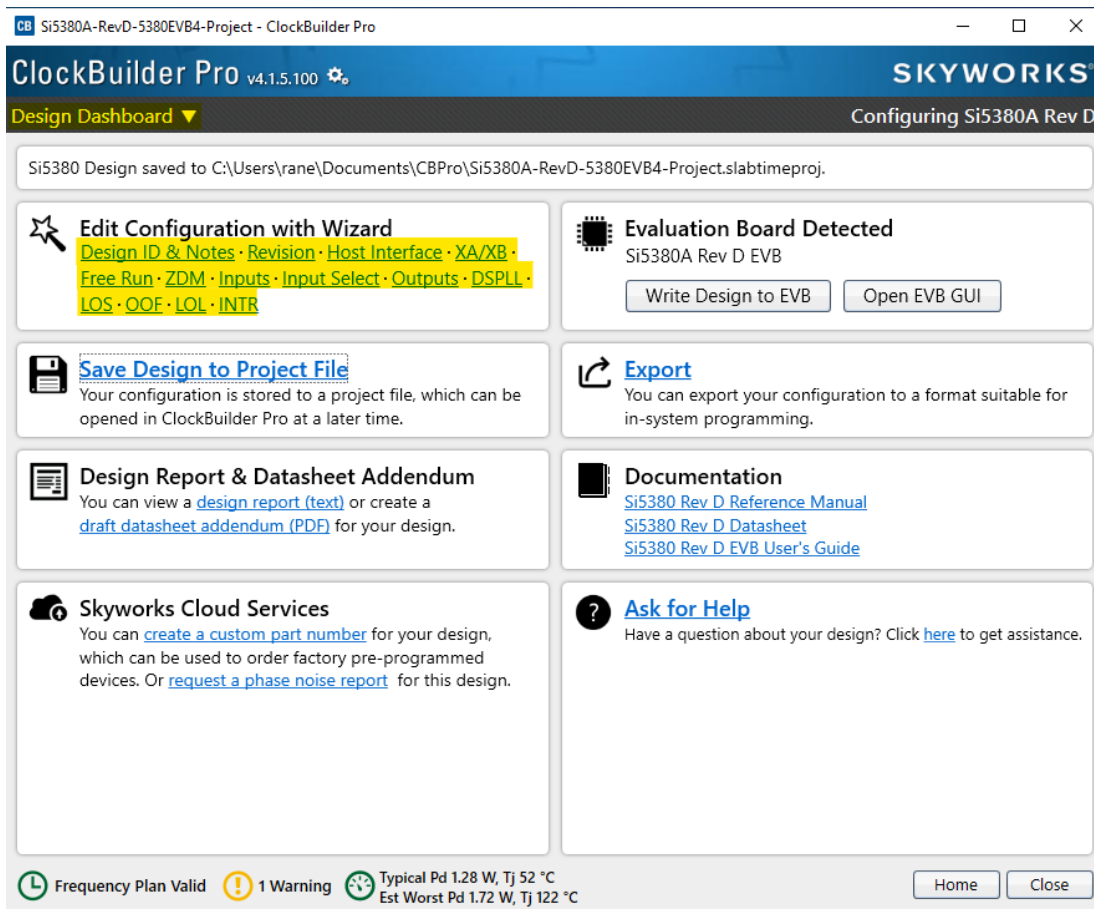 CB Si5380A-RevD-5380EVB4-Project - ClockBuilder Pro
ClockBuilder Pro v4.1.5.100
SKYWORKS®
Design Dashboard ▼
Configuring Si5380A Rev D
Si5380 Design saved to C:\Users\rane\Documents\CBPro\Si5380A-RevD-5380EVB4-Project.slabtimeproj.
Edit Configuration with Wizard
Design ID & Notes · Revision · Host Interface · XA/XB ·
Free Run · ZDM · Inputs · Input Select · Outputs · DSPLL ·
LOS · OOF · LOL · INTR
Evaluation Board Detected
Si5380A Rev D EVB
Write Design to EVB
Open EVB GUI
Save Design to Project File
Your configuration is stored to a project file, which can be
opened in ClockBuilder Pro at a later time.
Export
You can export your configuration to a format suitable for
in-system programming.
Design Report & Datasheet Addendum
You can view a design report (text) or create a
draft datasheet addendum (PDF) for your design.
Documentation
Si5380 Rev D Reference Manual
Si5380 Rev D Datasheet
Si5380 Rev D EVB User's Guide
Skyworks Cloud Services
You can create a custom part number for your design,
which can be used to order factory pre-programmed
devices. Or request a phase noise report for this design.
? Ask for Help
Have a question about your design? Click here to get assistance.
Frequency Plan Valid
! 1 Warning
Typical Pd 1.28 W, Tj 52 °C
Est Worst Pd 1.72 W, Tj 122 °C
Home
Close